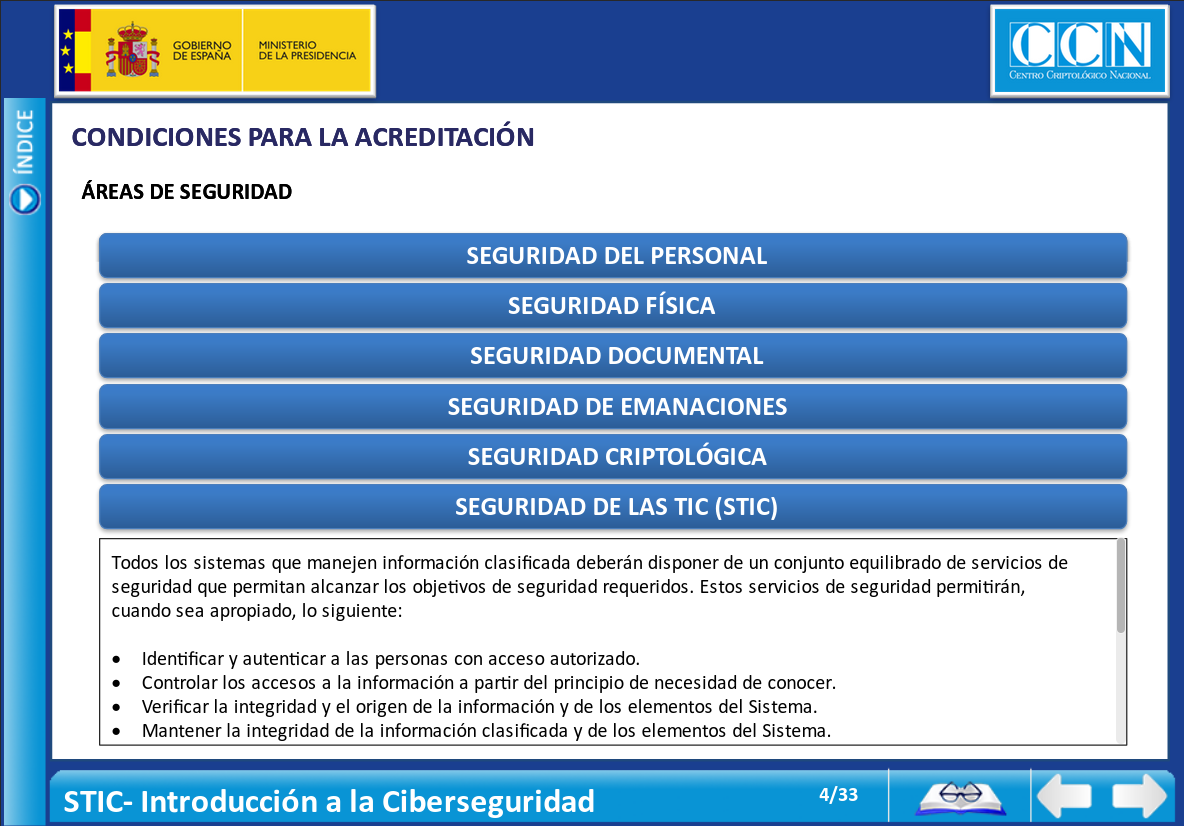 GOBIERNO
DE ESPAÑA
MINISTERIO
DE LA PRESIDENCIA
CCN
CENTRO CRIPTOLÓGICO NACIONAL
ÍNDICE
CONDICIONES PARA LA ACREDITACIÓN
ÁREAS DE SEGURIDAD
SEGURIDAD DEL PERSONAL
SEGURIDAD FÍSICA
SEGURIDAD DOCUMENTAL
SEGURIDAD DE EMANACIONES
SEGURIDAD CRIPTOLÓGICA
SEGURIDAD DE LAS TIC (STIC)
Todos los sistemas que manejen información clasificada deberán disponer de un conjunto equilibrado de servicios de
seguridad que permitan alcanzar los objetivos de seguridad requeridos. Estos servicios de seguridad permitirán,
cuando sea apropiado, lo siguiente:
• Identificar y autenticar a las personas con acceso autorizado.
• Controlar los accesos a la información a partir del principio de necesidad de conocer.
• Verificar la integridad y el origen de la información y de los elementos del Sistema.
• Mantener la integridad de la información clasificada y de los elementos del Sistema.
STIC- Introducción a la Ciberseguridad
4/33